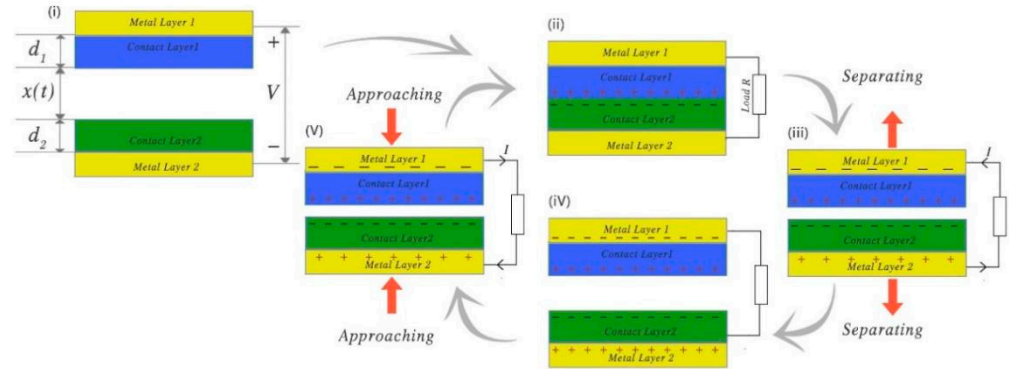 (i)
Metal Layer 1
Contact Layer1
d1
x(t)
d2
+
V
−
Contact Layer2
Metal Layer 2
(ii)
Metal Layer 1
Contact Layer1
+ + + + + + + + + +
− − − − − − − − − −
Contact Layer2
Metal Layer 2
Load R
Separating
(iii)
Metal Layer 1
I
Contact Layer1
Contact Layer2
Metal Layer 2
Separating
(iV)
Metal Layer 1
Contact Layer1
Contact Layer2
Metal Layer 2
Approaching
(V)
Metal Layer 1
I
Contact Layer1
Contact Layer2
Metal Layer 2
Approaching